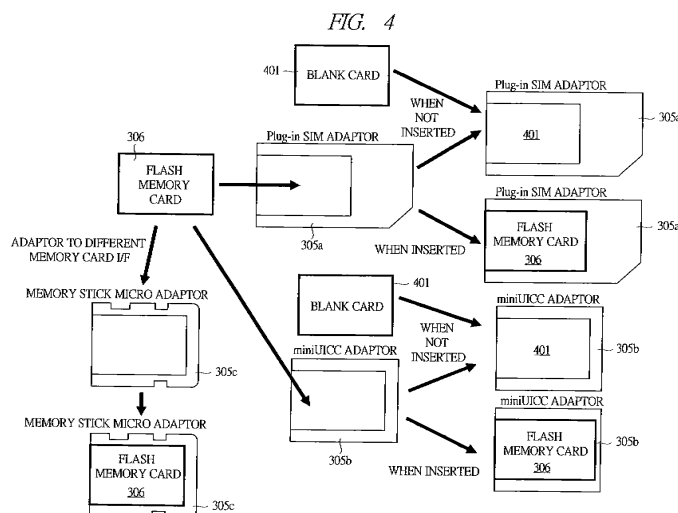 FIG. 4
401
BLANK CARD
WHEN
NOT
INSERTED
Plug-in SIM ADAPTOR
401
305a
306
FLASH
MEMORY
CARD
Plug-in SIM ADAPTOR
305a
Plug-in SIM ADAPTOR
FLASH
MEMORY
CARD
306
305a
WHEN INSERTED
ADAPTOR TO DIFFERENT
MEMORY CARD I/F
MEMORY STICK MICRO ADAPTOR
305c
MEMORY STICK MICRO ADAPTOR
FLASH
MEMORY CARD
306
305c
401
BLANK CARD
WHEN
NOT
INSERTED
miniUICC ADAPTOR
305b
miniUICC ADAPTOR
401
305b
miniUICC ADAPTOR
FLASH
MEMORY CARD
306
305b
WHEN INSERTED